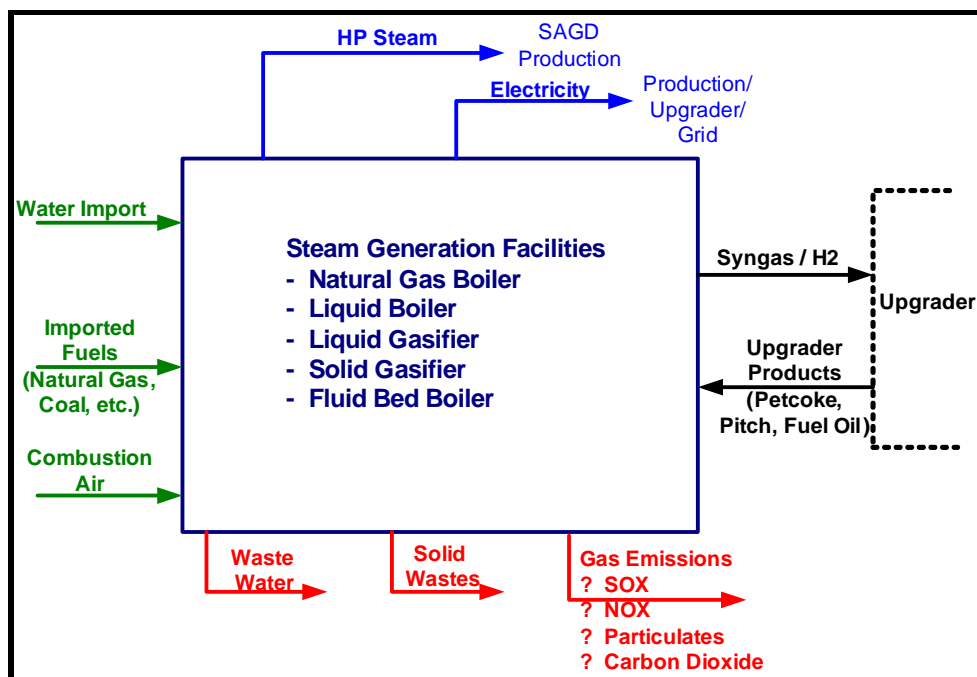 HP Steam
SAGD
Production
Electricity
Production/
Upgrader/
Grid
Water Import
Imported
Fuels
(Natural Gas,
Coal, etc.)
Combustion
Air
Steam Generation Facilities
- Natural Gas Boiler
- Liquid Boiler
- Liquid Gasifier
- Solid Gasifier
- Fluid Bed Boiler
Syngas / H2
Upgrader
Upgrader
Products
(Petcoke,
Pitch, Fuel Oil)
Waste
Water
Solid
Wastes
Gas Emissions
? SOX
? NOX
? Particulates
? Carbon Dioxide